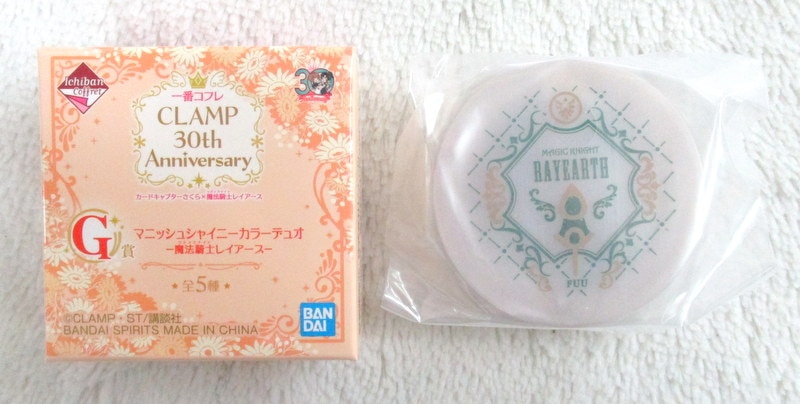 Ichiban
Coffret
30
一番コフレ
CLAMP
30th
Anniversary
カードキャプターさくら×魔法騎士レイアース
G賞
マニッシュシャイニーカラーデュオ
−魔法騎士レイアース−
全5種
©CLAMP・ST/講談社
BANDAI SPIRITS MADE IN CHINA
BAN
DAI
MAGIC KNIGHT
RAYEARTH
FUU